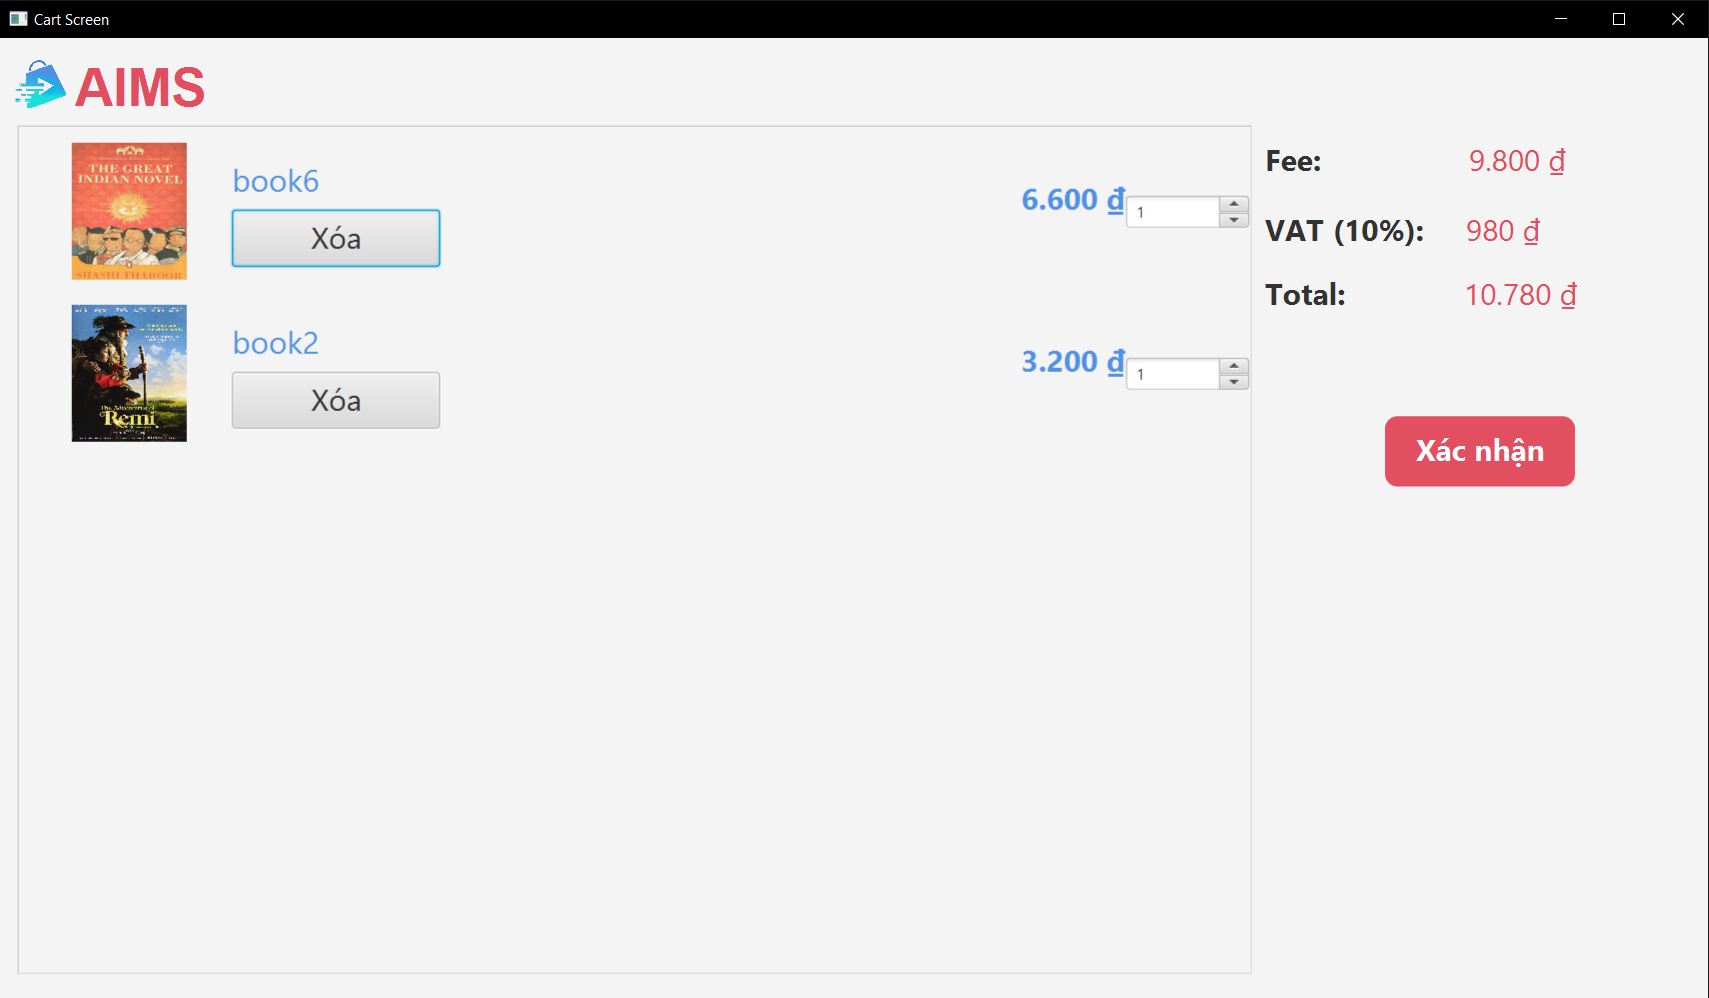 Cart Screen
AIMS
THE GREAT
INDIAN NOVEL
SHASHI THAROOR
book6
Xóa
6.600 ₫
1
The Adventures of
Remi
book2
Xóa
3.200 ₫
1
Fee:
9.800 ₫
VAT (10%):
980 ₫
Total:
10.780 ₫
Xác nhận